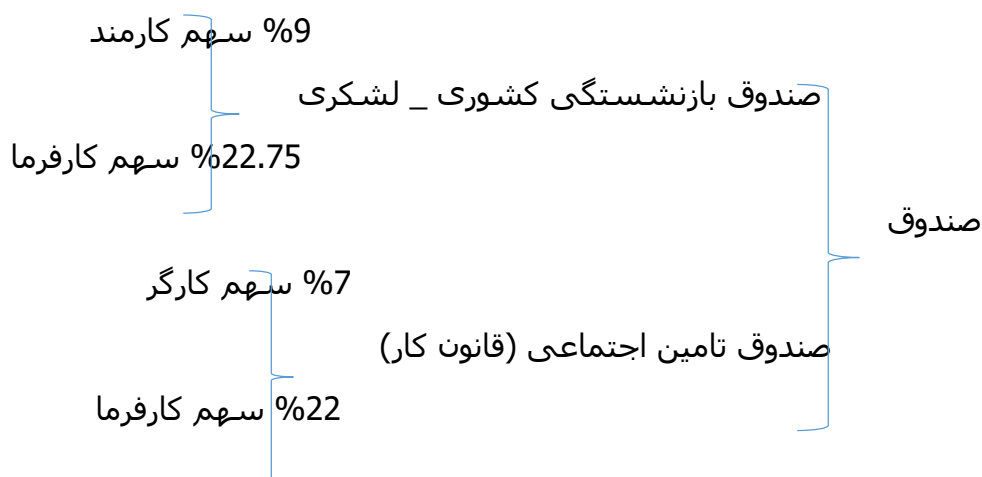 %9 سهم کارمند
صندوق بازنشستگی کشوری _ لشکری
%22.75 سهم کارفرما
صندوق
%7 سهم کارگر
صندوق تامین اجتماعی (قانون کار)
%22 سهم کارفرما